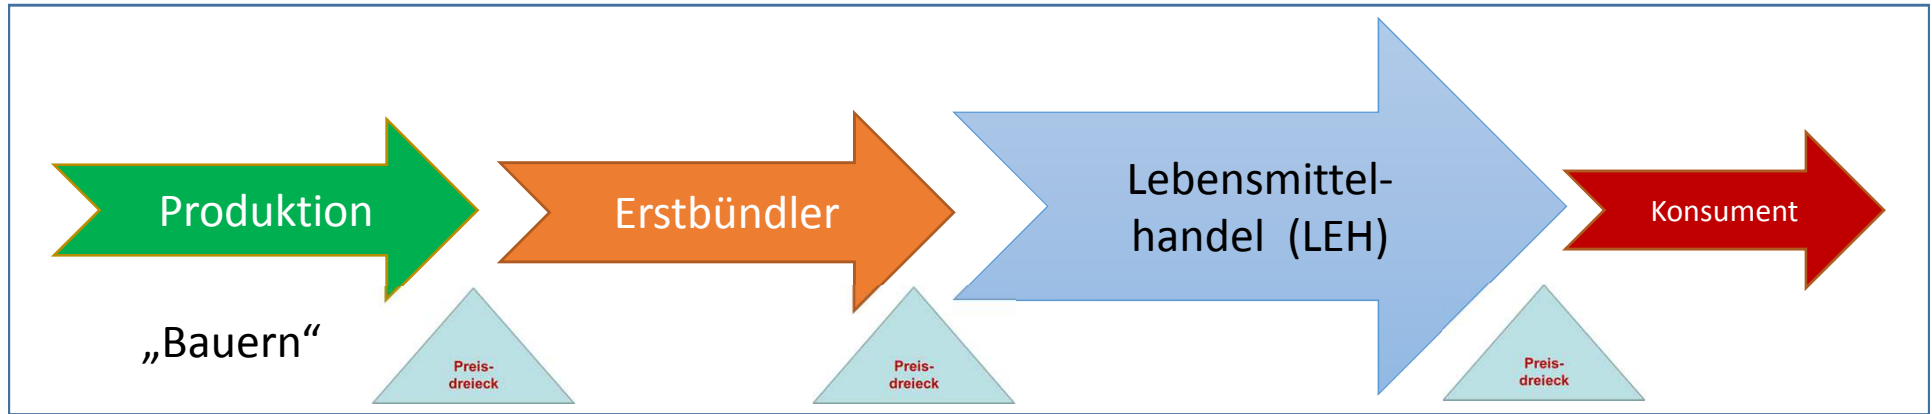 Produktion
Erstbündler
Lebensmittel-
handel (LEH)
Konsument
„Bauern“
Preis-
dreieck
Preis-
dreieck
Preis-
dreieck